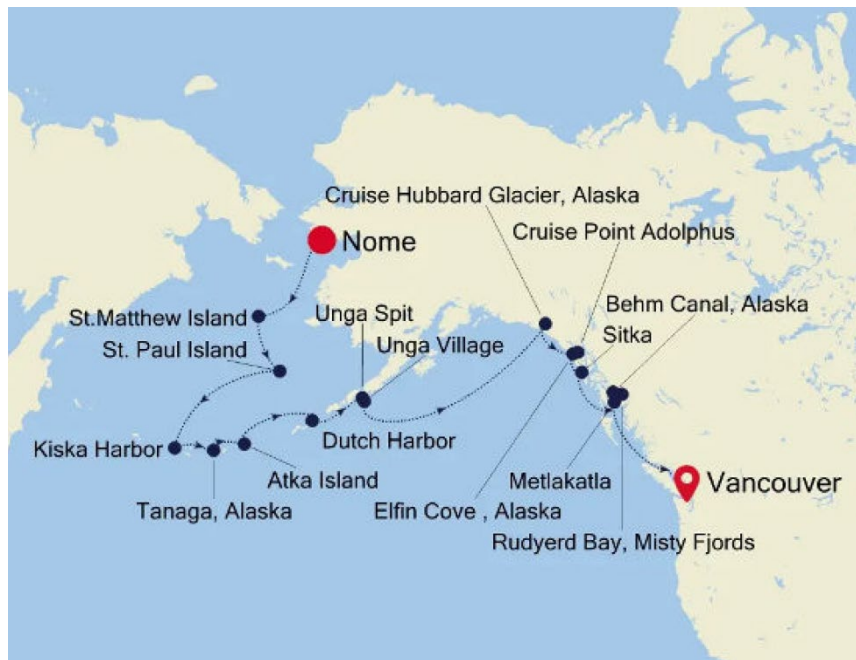 Cruise Hubbard Glacier, Alaska
Cruise Point Adolphus
Nome
Behm Canal, Alaska
St.Matthew Island
Unga Spit
Sitka
St. Paul Island
Unga Village
Kiska Harbor
Dutch Harbor
Atka Island
Metlakatla
Vancouver
Tanaga, Alaska
Elfin Cove , Alaska
Rudyerd Bay, Misty Fjords